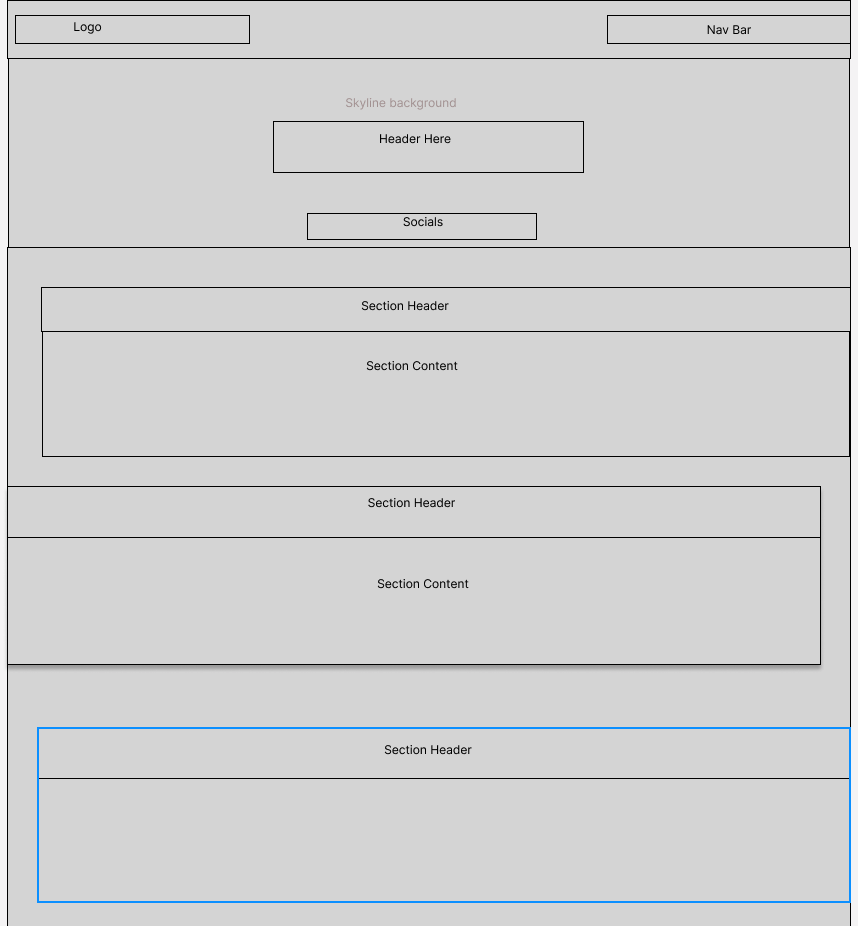 Logo
Nav Bar
Skyline background
Header Here
Socials
Section Header
Section Content
Section Header
Section Content
Section Header